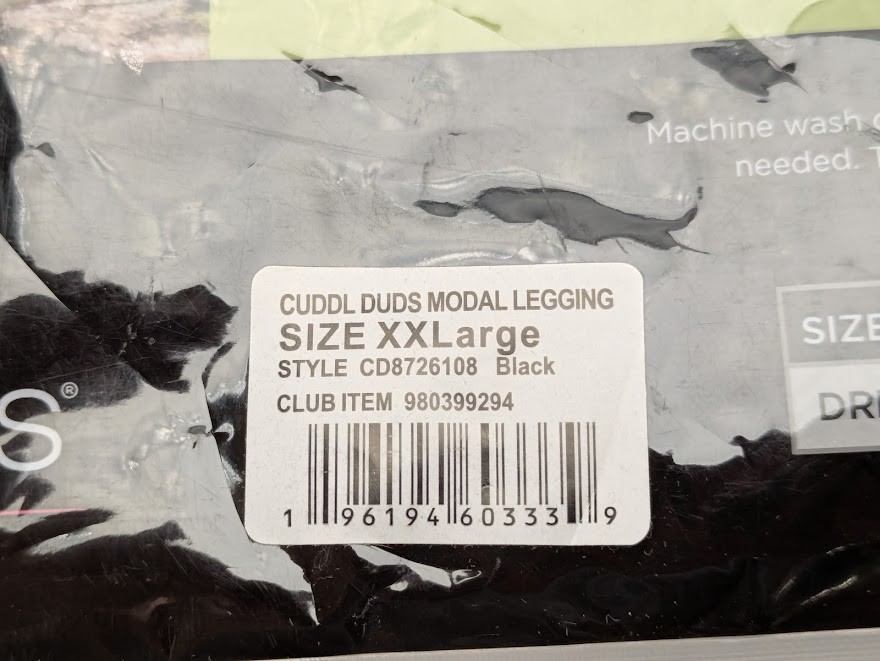 Machine wash
needed.
CUDDL DUDS MODAL LEGGING
SIZE XXLarge
STYLE CD8726108 Black
CLUB ITEM 980399294
1 96194 60333 9
SIZE
S®